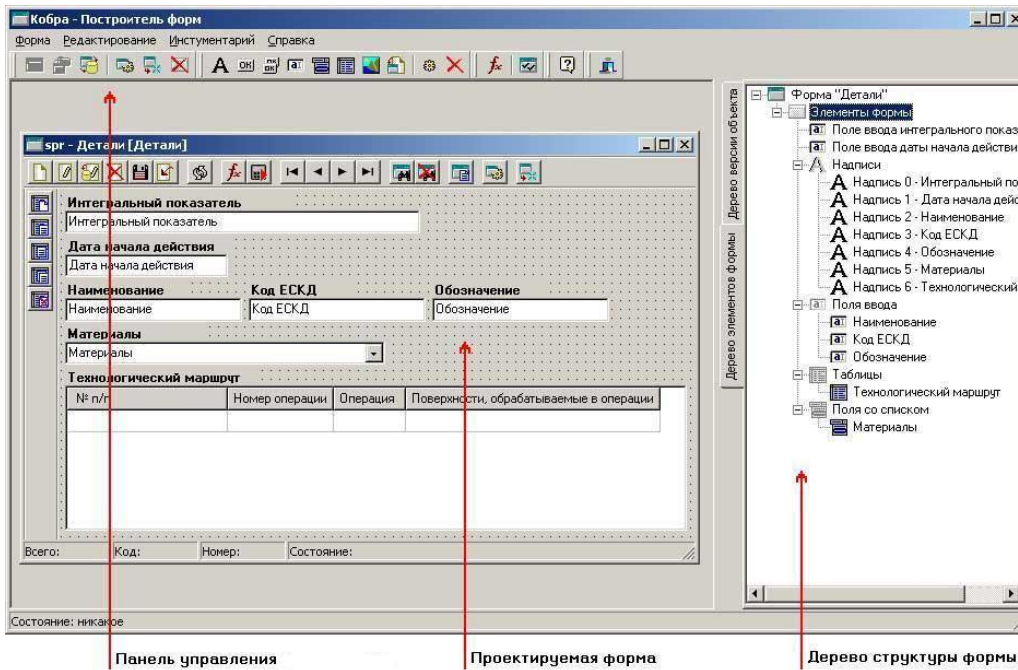 Кобра - Построитель форм
Форма Редактирование Инстументарий Справка
spr - Детали [Детали]
Интегральный показатель
Интегральный показатель
Дата начала действия
Дата начала действия
Наименование Код ЕСКД Обозначение
Наименование Код ЕСКД Обозначение
Материалы
Материалы
Технологический маршрут
№ п/п Номер операции Операция Поверхности, обрабатываемые в операции
Всего: Код: Номер: Состояние:
Дерево версии объекта
Дерево элементов формы
Форма "Детали"
Элементы формы
Поле ввода интегрального показ
Поле ввода даты начала действи
Надписи
Надпись 0 - Интегральный по
Надпись 1 - Дата начала дейс
Надпись 2 - Наименование
Надпись 3 - Код ЕСКД
Надпись 4 - Обозначение
Надпись 5 - Материалы
Надпись 6 - Технологический
Поля ввода
Наименование
Код ЕСКД
Обозначение
Таблицы
Технологический маршрут
Поля со списком
Материалы
Состояние: никакое
Панель управления Проектируемая форма Дерево структуры формы